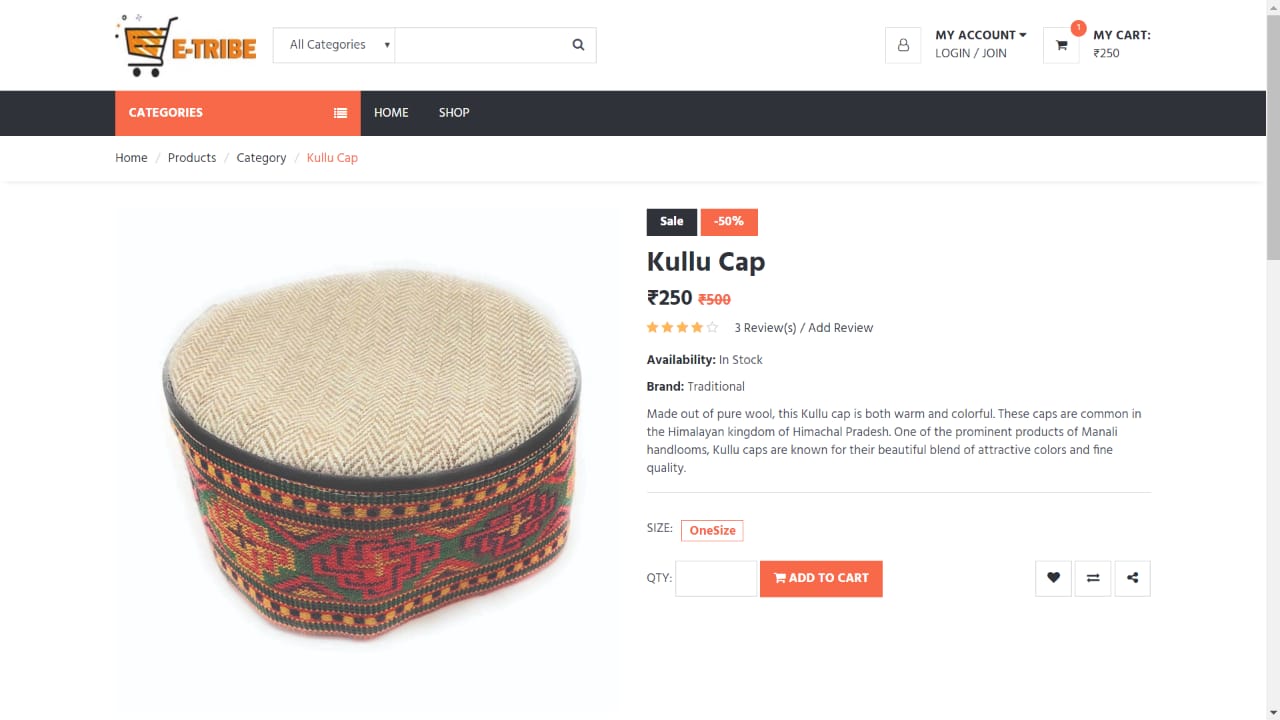 E-TRIBE
All Categories
MY ACCOUNT
LOGIN / JOIN
1
MY CART:
₹250
CATEGORIES
HOME
SHOP
Home / Products / Category / Kullu Cap
Sale
-50%
Kullu Cap
₹250 ₹500
3 Review(s) / Add Review
Availability: In Stock
Brand: Traditional
Made out of pure wool, this Kullu cap is both warm and colorful. These caps are common in
the Himalayan kingdom of Himachal Pradesh. One of the prominent products of Manali
handlooms, Kullu caps are known for their beautiful blend of attractive colors and fine
quality.
SIZE: OneSize
QTY:
ADD TO CART